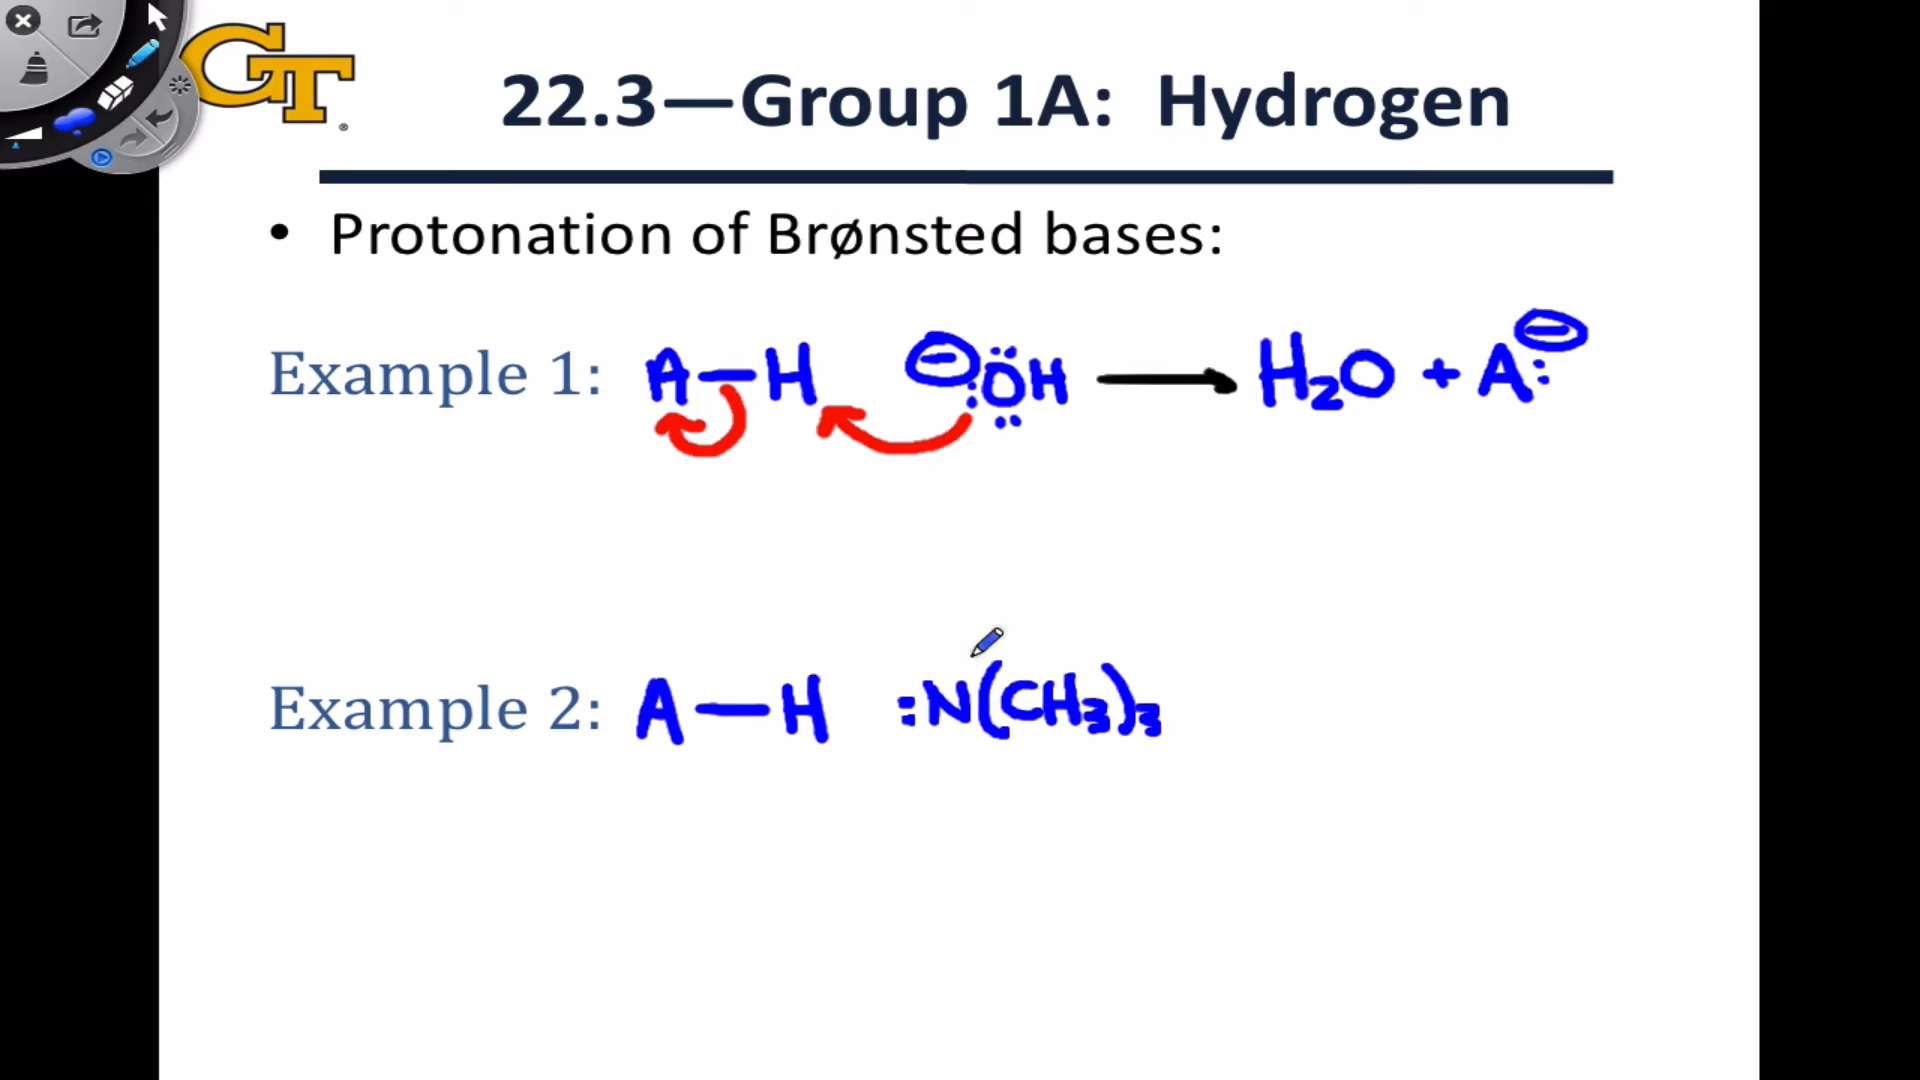 GT ®
22.3—Group 1A: Hydrogen
• Protonation of Brønsted bases:
Example 1: A—H ⊖:ÖH ⟶ H₂O + A:⊖
Example 2: A—H :N(CH₃)₃